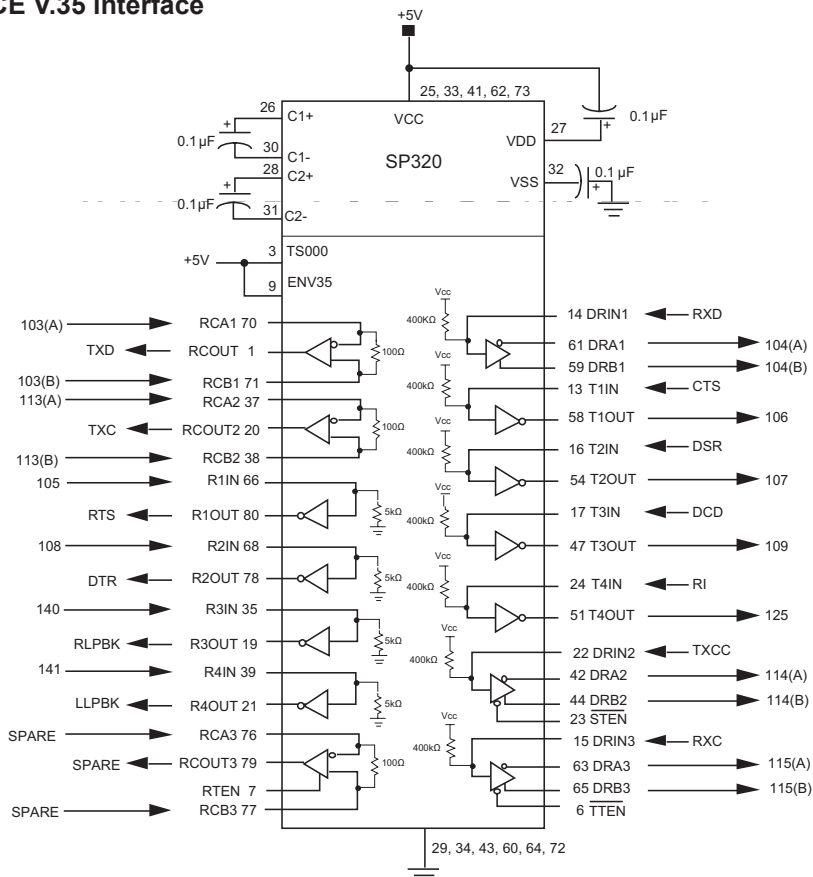 CE V.35 Interface
+5V
25, 33, 41, 62, 73
26 C1+
VCC
0.1µF
+
30 C1-
28 C2+
SP320
VDD 27
+
0.1µF
+
0.1µF
31 C2-
VSS 32
0.1 µF
+
3 TS000
+5V
9 ENV35
103(A) RCA1 70
TXD RCOUT 1
100Ω
103(B) RCB1 71
113(A) RCA2 37
TXC RCOUT2 20
100Ω
113(B) RCB2 38
105 R1IN 66
RTS R1OUT 80
5kΩ
108 R2IN 68
DTR R2OUT 78
5kΩ
140 R3IN 35
RLPBK R3OUT 19
5kΩ
141 R4IN 39
LLPBK R4OUT 21
5kΩ
SPARE RCA3 76
SPARE RCOUT3 79
100Ω
RTEN 7
SPARE RCB3 77
Vcc
400KΩ
14 DRIN1 RXD
61 DRA1 104(A)
59 DRB1 104(B)
Vcc
400kΩ
13 T1IN CTS
58 T1OUT 106
Vcc
400kΩ
16 T2IN DSR
54 T2OUT 107
Vcc
400kΩ
17 T3IN DCD
47 T3OUT 109
Vcc
400kΩ
24 T4IN RI
51 T4OUT 125
Vcc
400kΩ
22 DRIN2 TXCC
42 DRA2 114(A)
44 DRB2 114(B)
23 STEN
Vcc
400kΩ
15 DRIN3 RXC
63 DRA3 115(A)
65 DRB3 115(B)
6 TTEN
29, 34, 43, 60, 64, 72